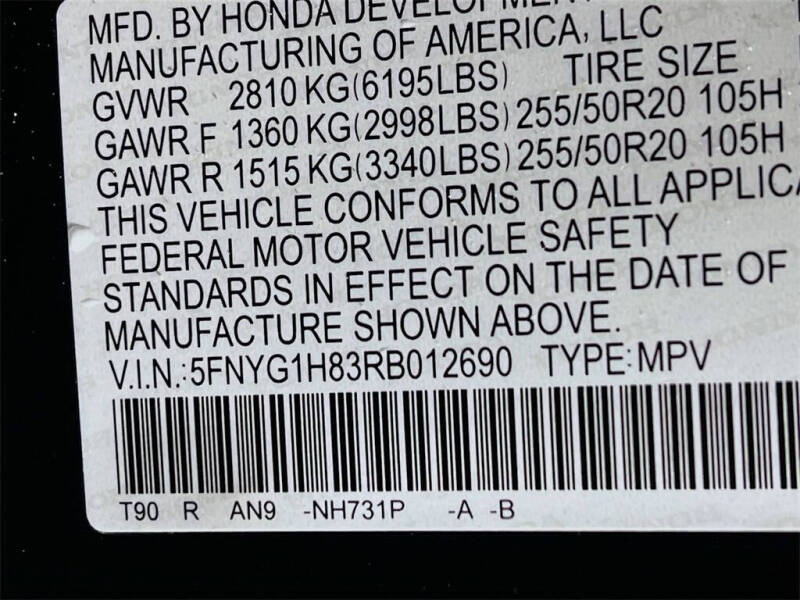 MFD. BY HONDA DEVELOPMENT
MANUFACTURING OF AMERICA, LLC
GVWR 2810 KG(6195LBS) TIRE SIZE
GAWR F 1360 KG(2998LBS) 255/50R20 105H
GAWR R 1515 KG(3340LBS) 255/50R20 105H
THIS VEHICLE CONFORMS TO ALL APPLICA
FEDERAL MOTOR VEHICLE SAFETY
STANDARDS IN EFFECT ON THE DATE OF
MANUFACTURE SHOWN ABOVE.
V.I.N.:5FNYG1H83RB012690 TYPE:MPV
T90 R AN9 -NH731P -A -B